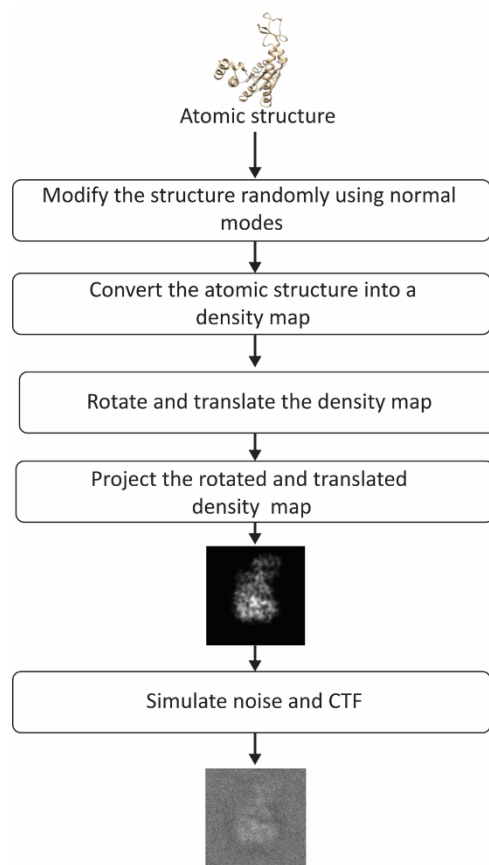 Atomic structure
Modify the structure randomly using normal
modes
Convert the atomic structure into a
density map
Rotate and translate the density map
Project the rotated and translated
density map
Simulate noise and CTF